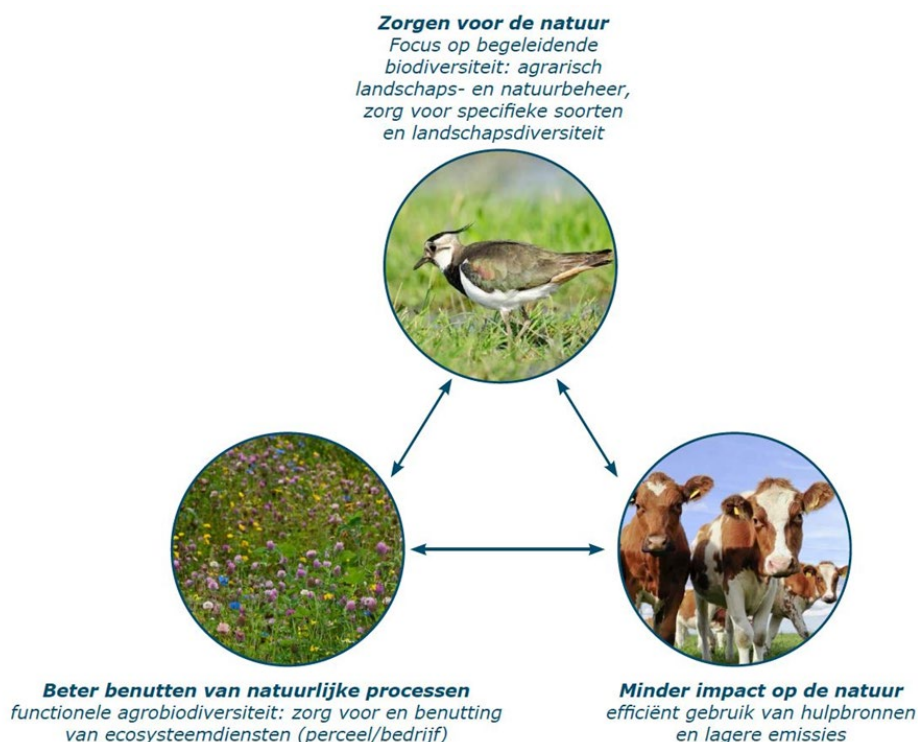 Zorgen voor de natuur
Focus op begeleidende
biodiversiteit: agrarisch
landschaps- en natuurbeheer,
zorg voor specifieke soorten
en landschapsdiversiteit
Beter benutten van natuurlijke processen
functionele agrobiodiversiteit: zorg voor en benutting
van ecosysteemdiensten (perceel/bedrijf)
Minder impact op de natuur
efficiënt gebruik van hulpbronnen
en lagere emissies